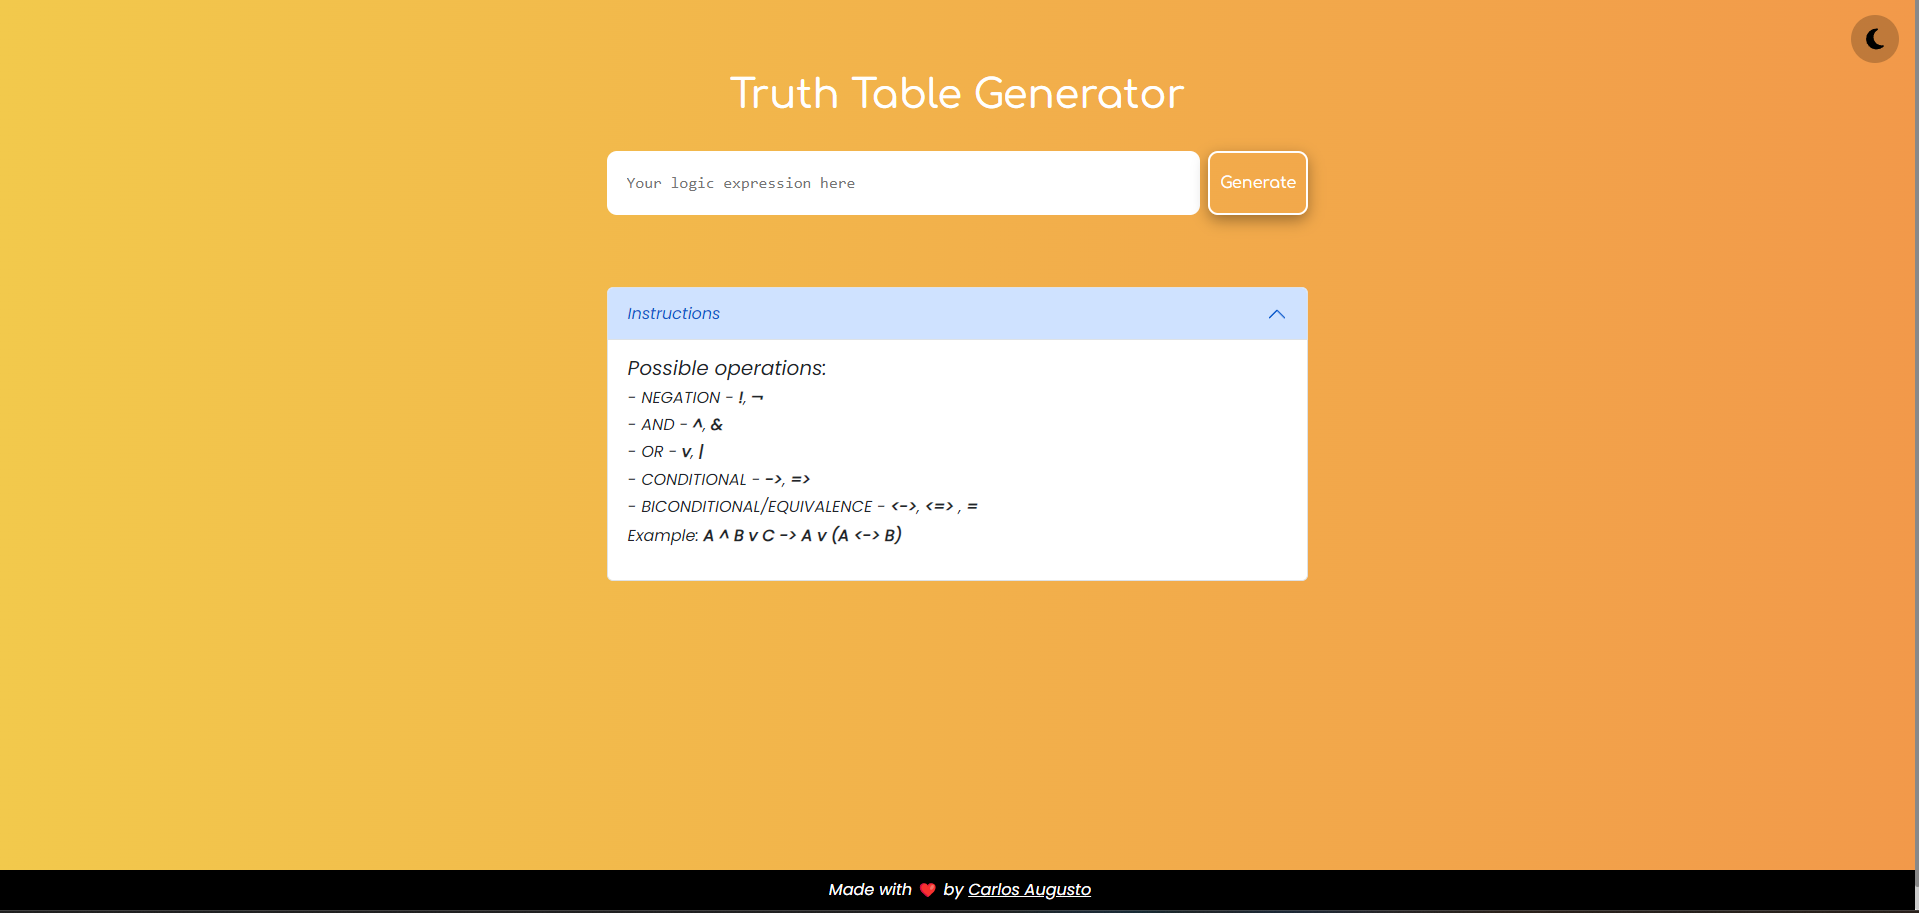 Truth Table Generator
Your logic expression here
Generate
Instructions
Possible operations:
- NEGATION - !, ¬
- AND - ^, &
- OR - v, |
- CONDITIONAL - ->, =>
- BICONDITIONAL/EQUIVALENCE - <->, <=> , =
Example: A ^ B v C -> A v (A <-> B)
Made with ❤️ by Carlos Augusto